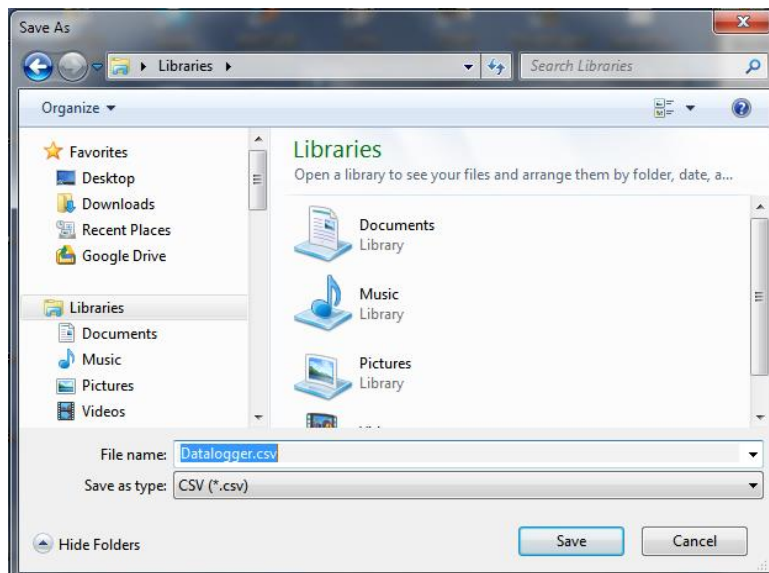 Save As
Libraries
Search Libraries
Organize
Favorites
Desktop
Downloads
Recent Places
Google Drive
Libraries
Documents
Music
Pictures
Videos
Libraries
Open a library to see your files and arrange them by folder, date, a...
Documents
Library
Music
Library
Pictures
Library
File name: Datalogger.csv
Save as type: CSV (*.csv)
Hide Folders
Save
Cancel